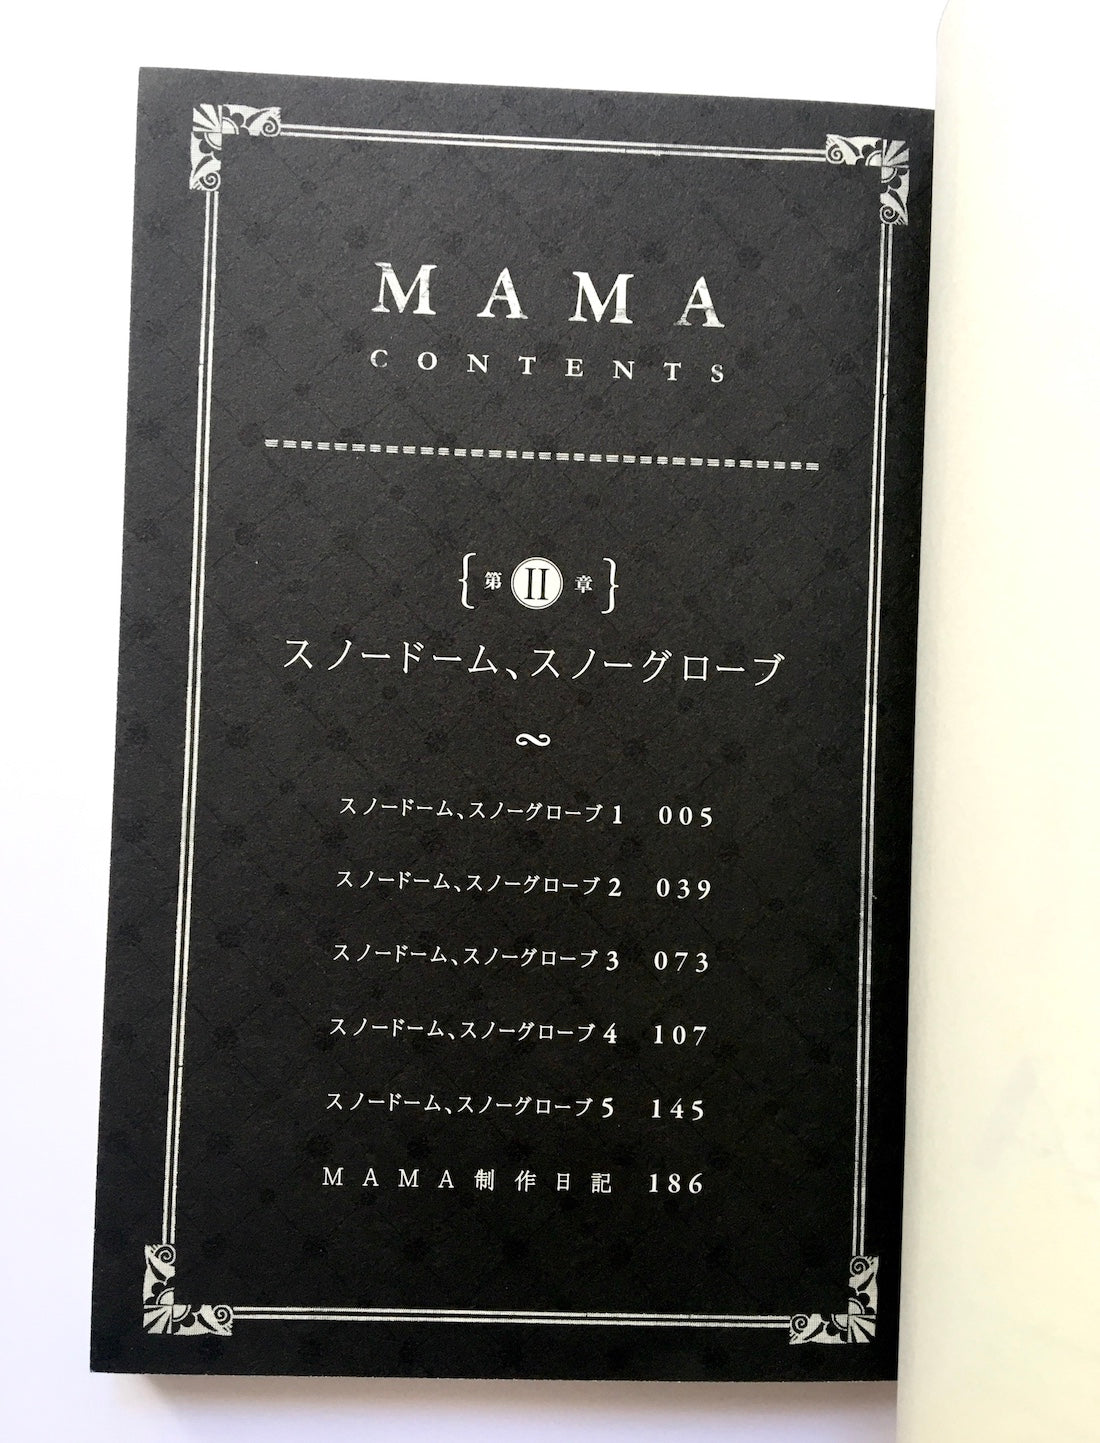 MAMA
CONTENTS
{第II章}
スノードーム、スノーグローブ
スノードーム、スノーグローブ1 005
スノードーム、スノーグローブ2 039
スノードーム、スノーグローブ3 073
スノードーム、スノーグローブ4 107
スノードーム、スノーグローブ5 145
MAMA制作日記 186